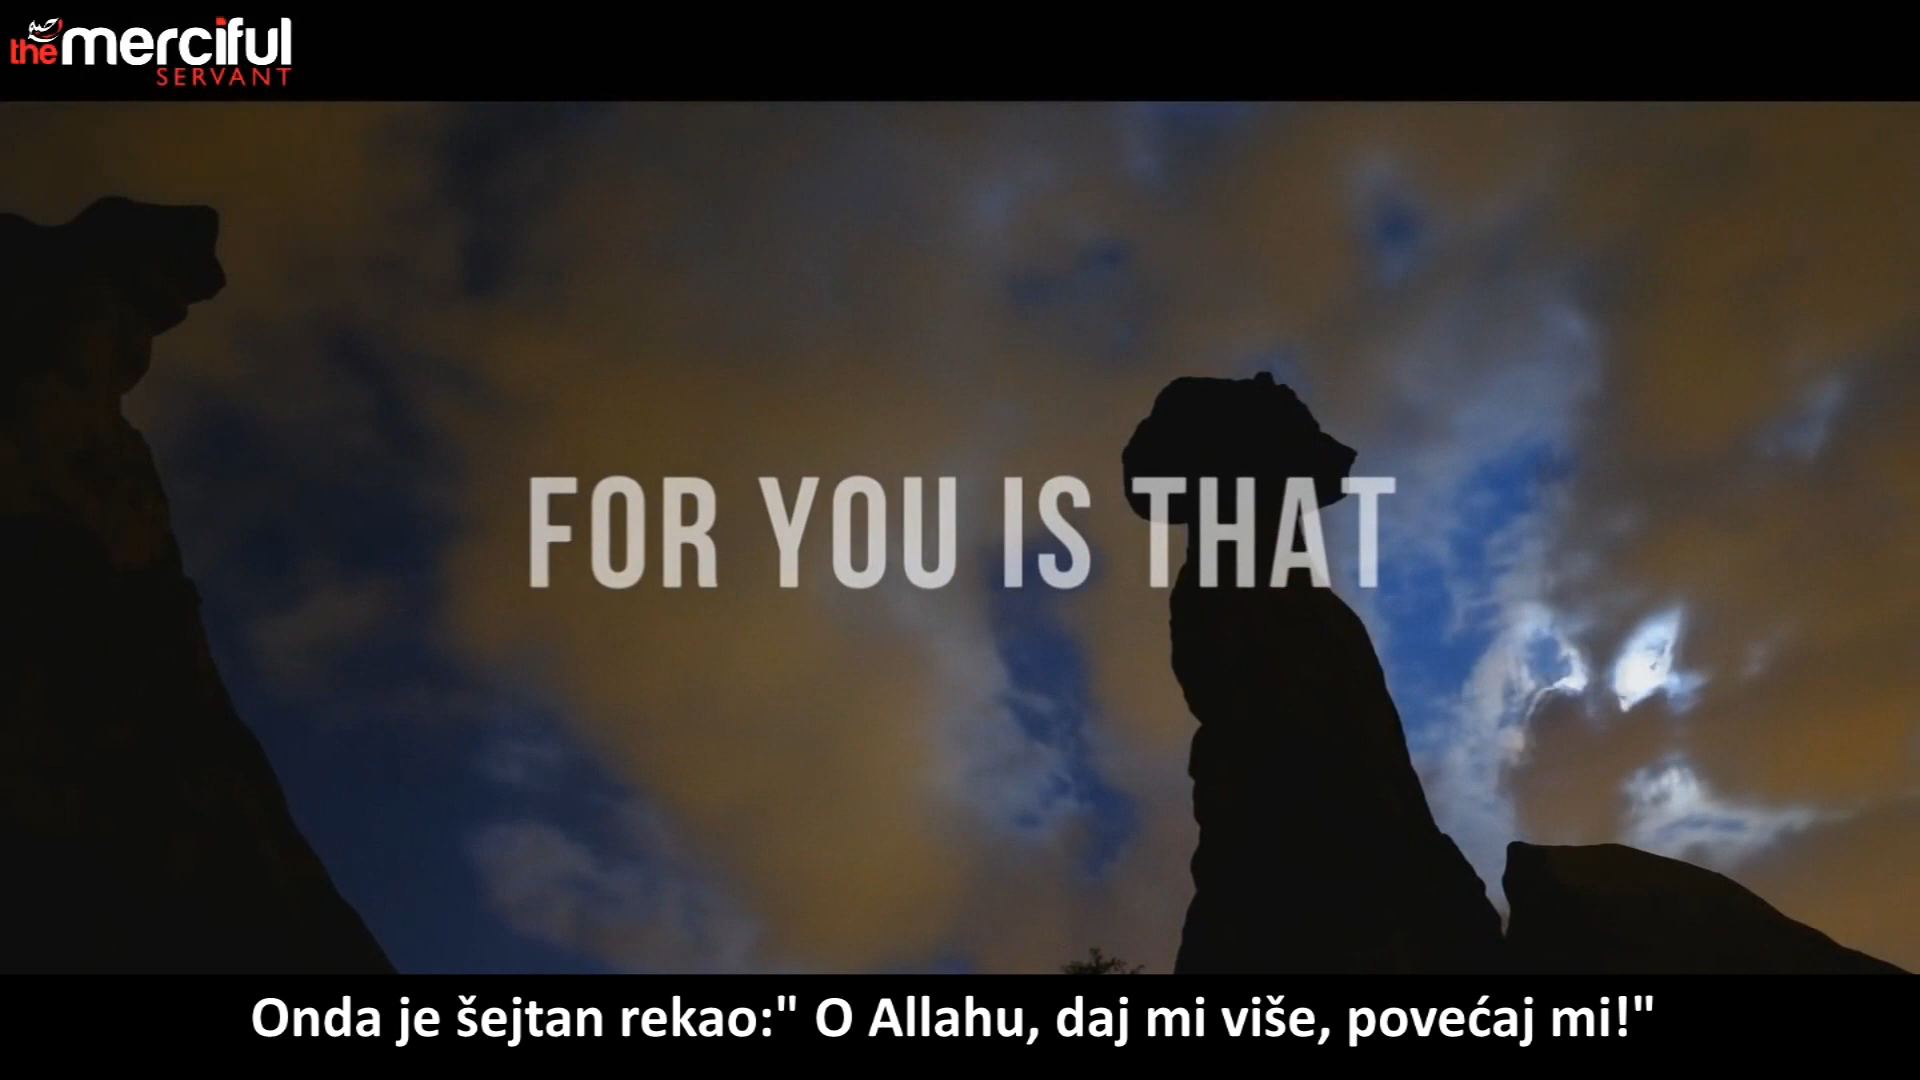 the merciful
SERVANT
FOR YOU IS THAT
Onda je šejtan rekao:" O Allahu, daj mi više, povećaj mi!"